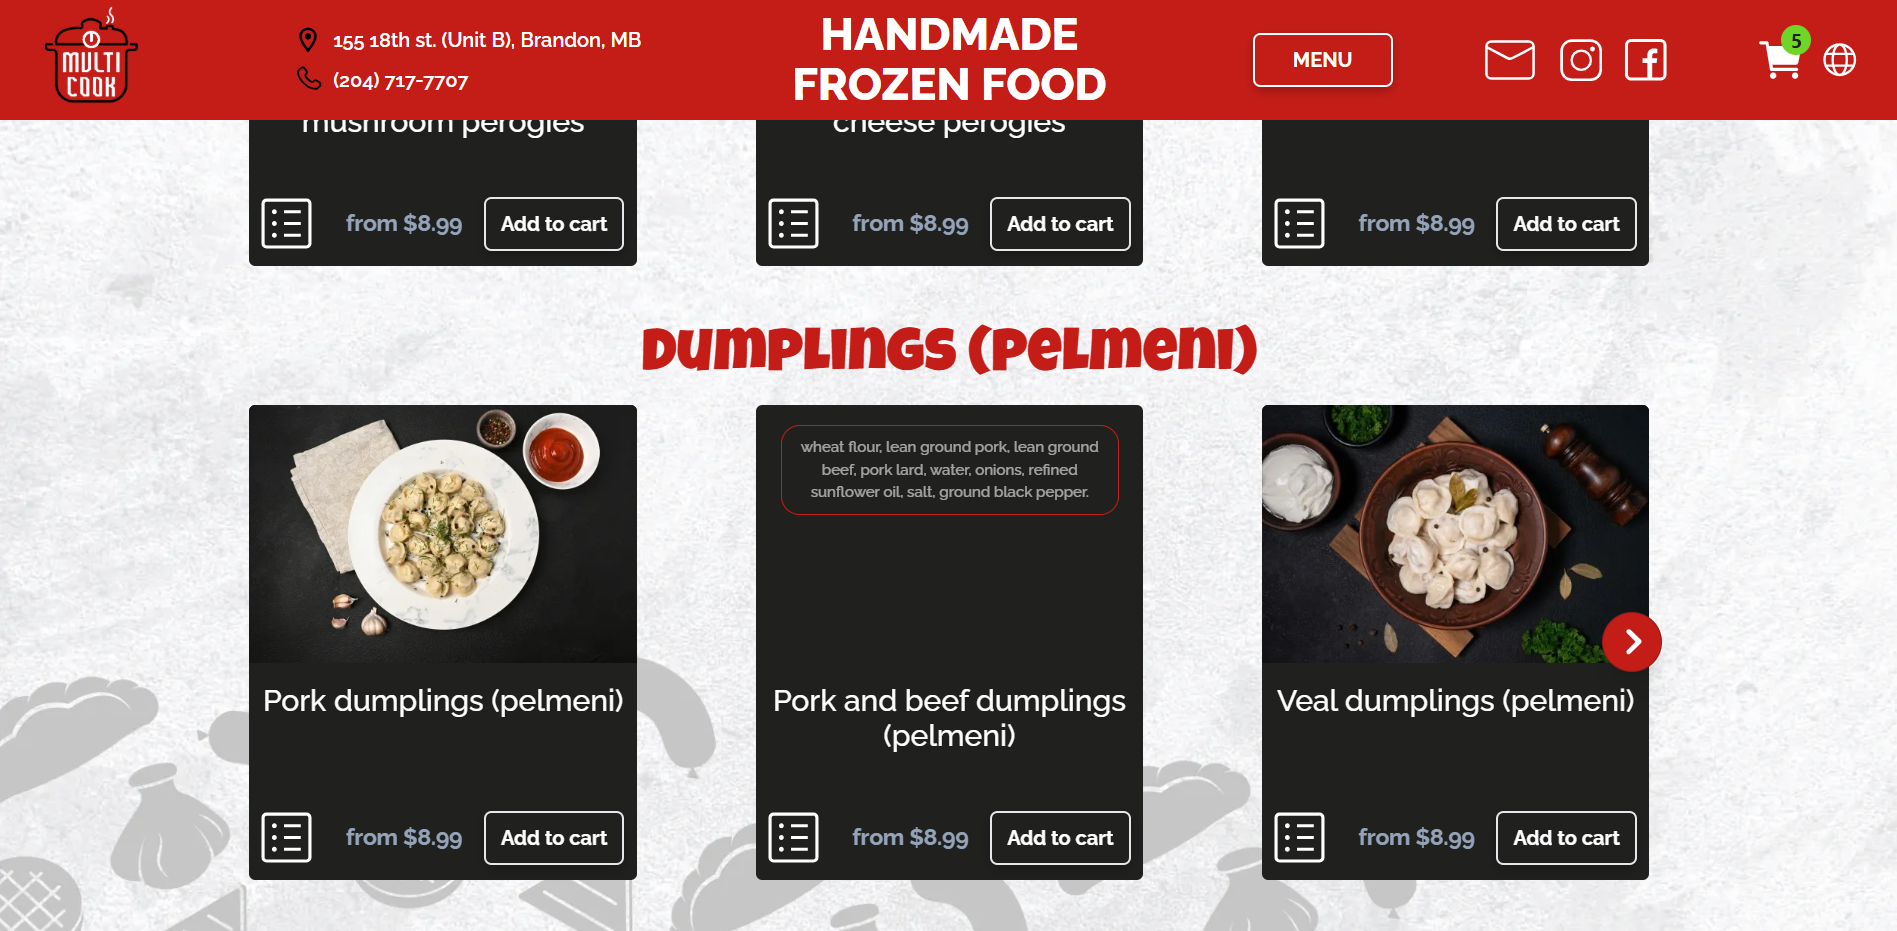 MULTI
COOK
155 18th st. (Unit B), Brandon, MB
(204) 717-7707
HANDMADE
FROZEN FOOD
MENU
5
mushroom perogies
cheese perogies
from $8.99
Add to cart
from $8.99
Add to cart
from $8.99
Add to cart
DUMPLINGS (PELMENI)
wheat flour, lean ground pork, lean ground
beef, pork lard, water, onions, refined
sunflower oil, salt, ground black pepper.
Pork dumplings (pelmeni)
Pork and beef dumplings
(pelmeni)
Veal dumplings (pelmeni)
from $8.99
Add to cart
from $8.99
Add to cart
from $8.99
Add to cart